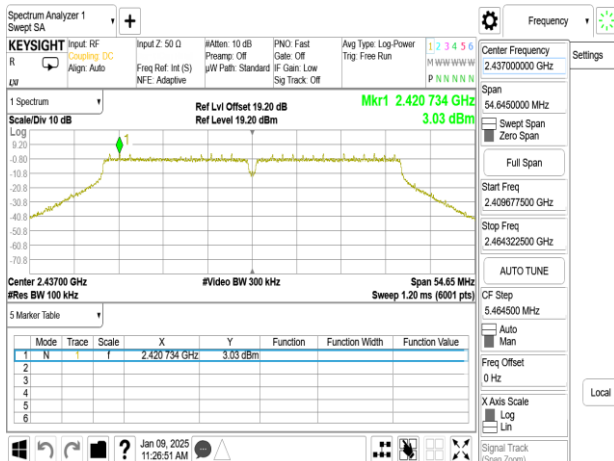 Spectrum Analyzer 1
Swept SA
Frequency
KEYSIGHT
R
LXI
Input: RF
Coupling: DC
Align: Auto
Input Z: 50 Ω
Freq Ref: Int (S)
NFE: Adaptive
#Atten: 10 dB
Preamp: Off
µW Path: Standard
PNO: Fast
Gate: Off
IF Gain: Low
Sig Track: Off
Avg Type: Log-Power
Trig: Free Run
1 2 3 4 5 6
M W W W W W
P N N N N N
Center Frequency
2.437000000 GHz
Settings
Span
54.6450000 MHz
Swept Span
Zero Span
Full Span
Start Freq
2.409677500 GHz
Stop Freq
2.464322500 GHz
AUTO TUNE
CF Step
5.464500 MHz
Auto
Man
Freq Offset
0 Hz
X Axis Scale
Log
Lin
Signal Track
(Span Zoom)
Local
1 Spectrum
Scale/Div 10 dB
Ref Lvl Offset 19.20 dB
Ref Level 19.20 dBm
Mkr1 2.420 734 GHz
3.03 dBm
Log
9.20
-0.80
-10.8
-20.8
-30.8
-40.8
-50.8
-60.8
-70.8
1
Center 2.43700 GHz
#Res BW 100 kHz
#Video BW 300 kHz
Span 54.65 MHz
Sweep 1.20 ms (6001 pts)
5 Marker Table
Mode Trace Scale X Y Function Function Width Function Value
1 N 1 f 2.420 734 GHz 3.03 dBm
2
3
4
5
6
?
Jan 09, 2025
11:26:51 AM